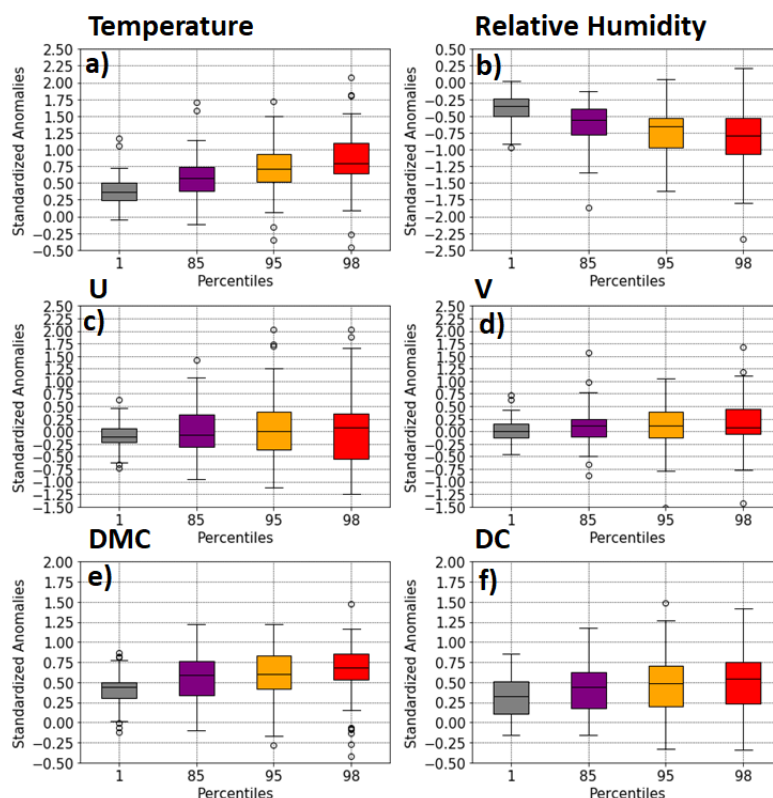 Temperature
a)
Standardized Anomalies
2.50
2.25
2.00
1.75
1.50
1.25
1.00
0.75
0.50
0.25
0.00
−0.25
−0.50
1 85 95 98
Percentiles
Relative Humidity
b)
Standardized Anomalies
0.50
0.25
0.00
−0.25
−0.50
−0.75
−1.00
−1.25
−1.50
−1.75
−2.00
−2.25
−2.50
1 85 95 98
Percentiles
U
c)
Standardized Anomalies
2.50
2.25
2.00
1.75
1.50
1.25
1.00
0.75
0.50
0.25
0.00
−0.25
−0.50
−0.75
−1.00
−1.25
−1.50
1 85 95 98
Percentiles
V
d)
Standardized Anomalies
2.50
2.25
2.00
1.75
1.50
1.25
1.00
0.75
0.50
0.25
0.00
−0.25
−0.50
−0.75
−1.00
−1.25
−1.50
1 85 95 98
Percentiles
DMC
e)
Standardized Anomalies
2.00
1.75
1.50
1.25
1.00
0.75
0.50
0.25
0.00
−0.25
−0.50
1 85 95 98
Percentiles
DC
f)
Standardized Anomalies
2.00
1.75
1.50
1.25
1.00
0.75
0.50
0.25
0.00
−0.25
−0.50
1 85 95 98
Percentiles